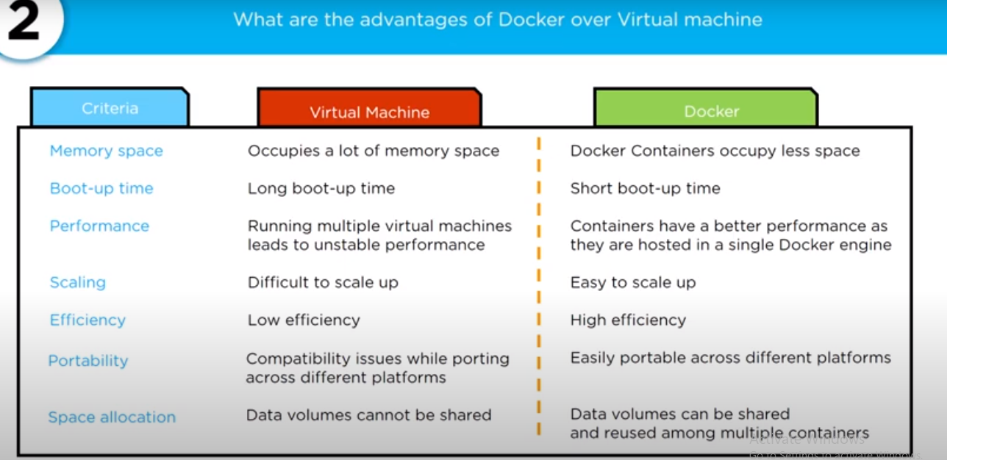 2
What are the advantages of Docker over Virtual machine
Criteria
Virtual Machine
Docker
Memory space
Occupies a lot of memory space
Docker Containers occupy less space
Boot-up time
Long boot-up time
Short boot-up time
Performance
Running multiple virtual machines
leads to unstable performance
Containers have a better performance as
they are hosted in a single Docker engine
Scaling
Difficult to scale up
Easy to scale up
Efficiency
Low efficiency
High efficiency
Portability
Compatibility issues while porting
across different platforms
Easily portable across different platforms
Space allocation
Data volumes cannot be shared
Data volumes can be shared
and reused among multiple containers
Activate Windows
Go to Settings to activate Windows.